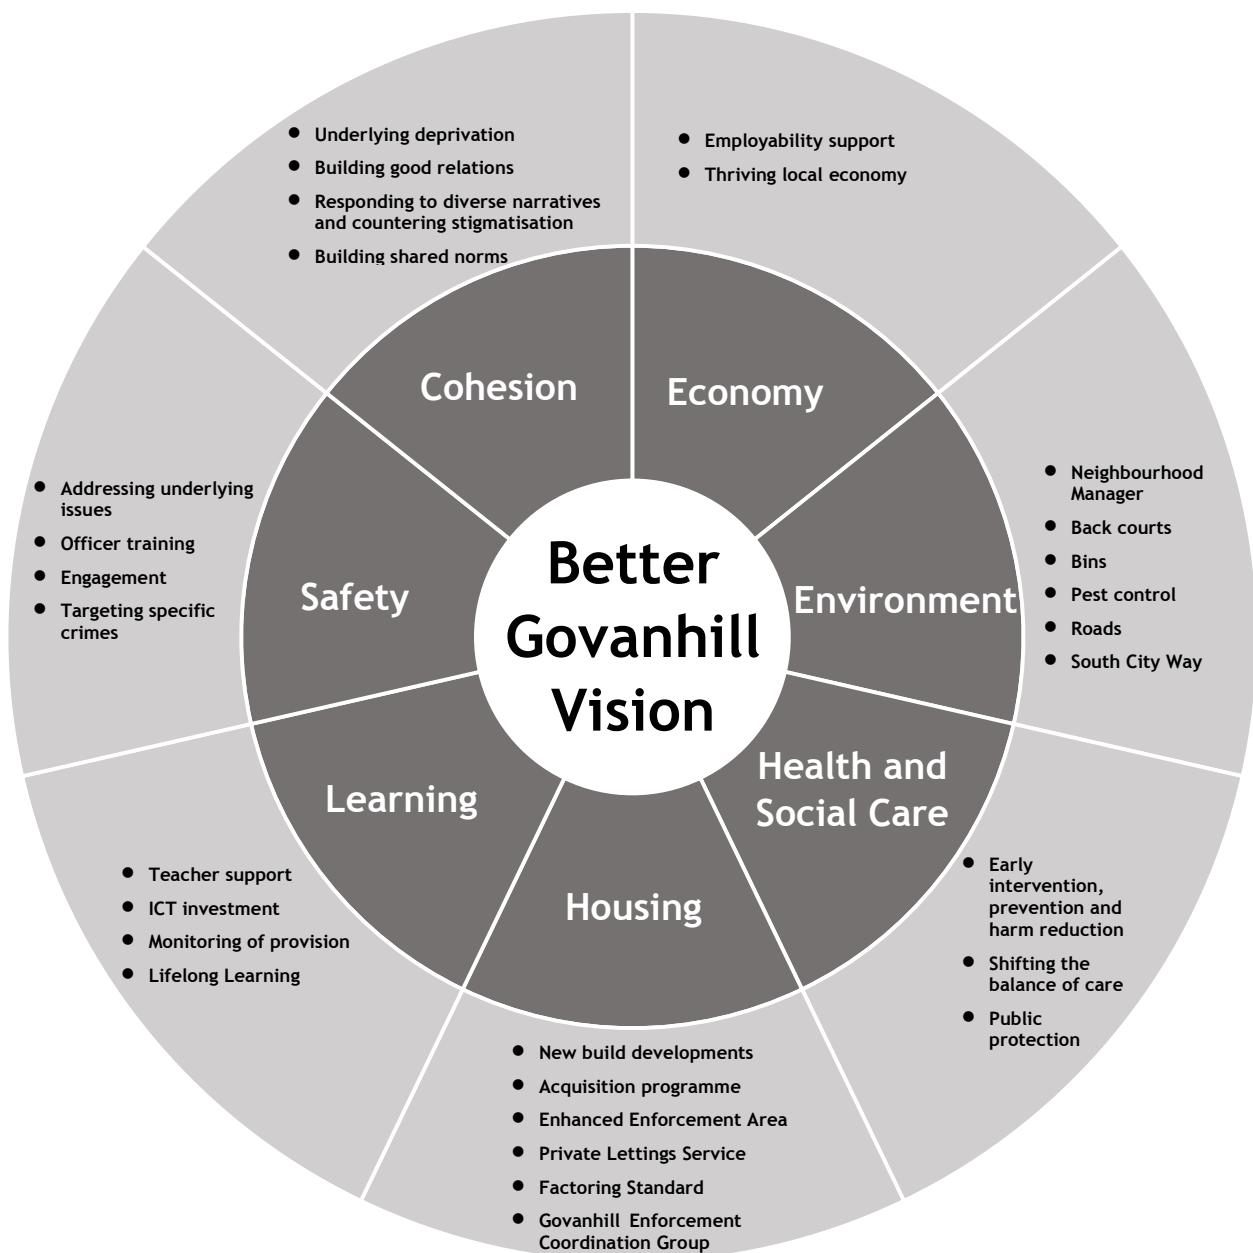 Better
Govanhill
Vision
Economy
● Employability support
● Thriving local economy
Environment
● Neighbourhood
Manager
● Back courts
● Bins
● Pest control
● Roads
● South City Way
Health and
Social Care
● Early
intervention,
prevention and
harm reduction
● Shifting the
balance of care
● Public
protection
Housing
● New build developments
● Acquisition programme
● Enhanced Enforcement Area
● Private Lettings Service
● Factoring Standard
● Govanhill Enforcement
Coordination Group
Learning
● Teacher support
● ICT investment
● Monitoring of provision
● Lifelong Learning
Safety
● Addressing underlying
issues
● Officer training
● Engagement
● Targeting specific
crimes
Cohesion
● Underlying deprivation
● Building good relations
● Responding to diverse narratives
and countering stigmatisation
● Building shared norms